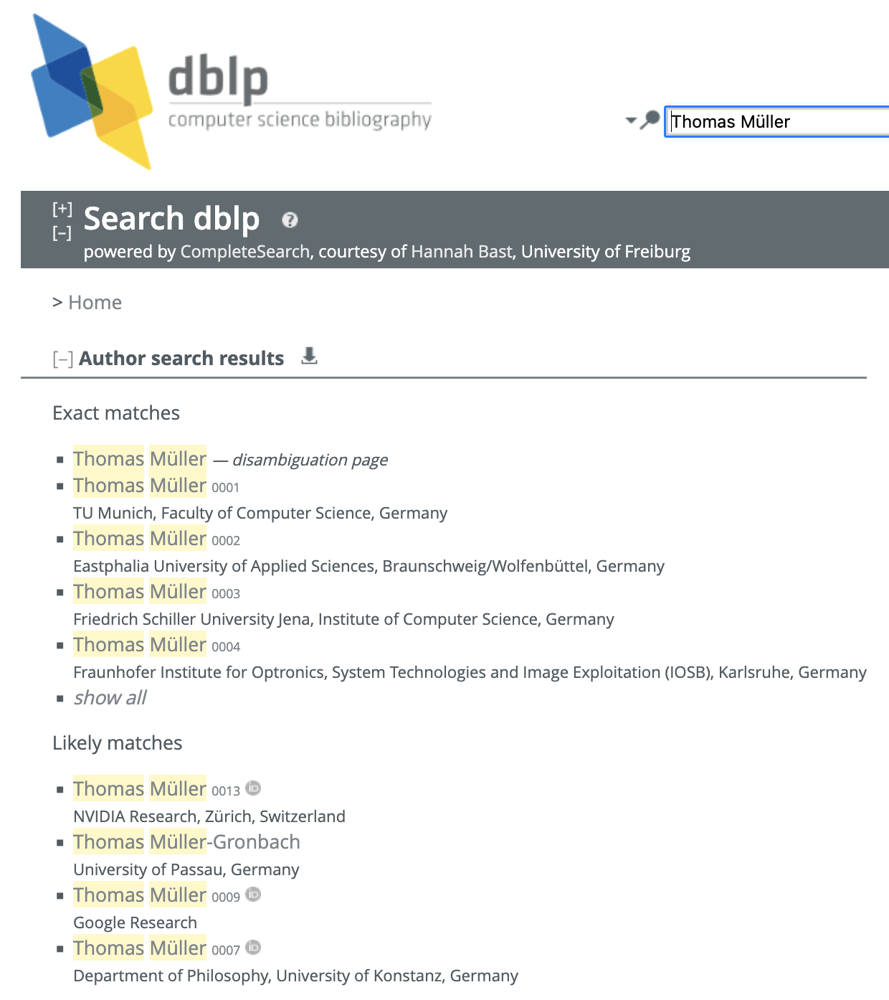 dblp
computer science bibliography
Thomas Müller
[+]
[–]
Search dblp ?
powered by CompleteSearch, courtesy of Hannah Bast, University of Freiburg
> Home
[–] Author search results
Exact matches
Thomas Müller — disambiguation page
Thomas Müller 0001
TU Munich, Faculty of Computer Science, Germany
Thomas Müller 0002
Eastphalia University of Applied Sciences, Braunschweig/Wolfenbüttel, Germany
Thomas Müller 0003
Friedrich Schiller University Jena, Institute of Computer Science, Germany
Thomas Müller 0004
Fraunhofer Institute for Optronics, System Technologies and Image Exploitation (IOSB), Karlsruhe, Germany
show all
Likely matches
Thomas Müller 0013 iD
NVIDIA Research, Zürich, Switzerland
Thomas Müller-Gronbach
University of Passau, Germany
Thomas Müller 0009 iD
Google Research
Thomas Müller 0007 iD
Department of Philosophy, University of Konstanz, Germany